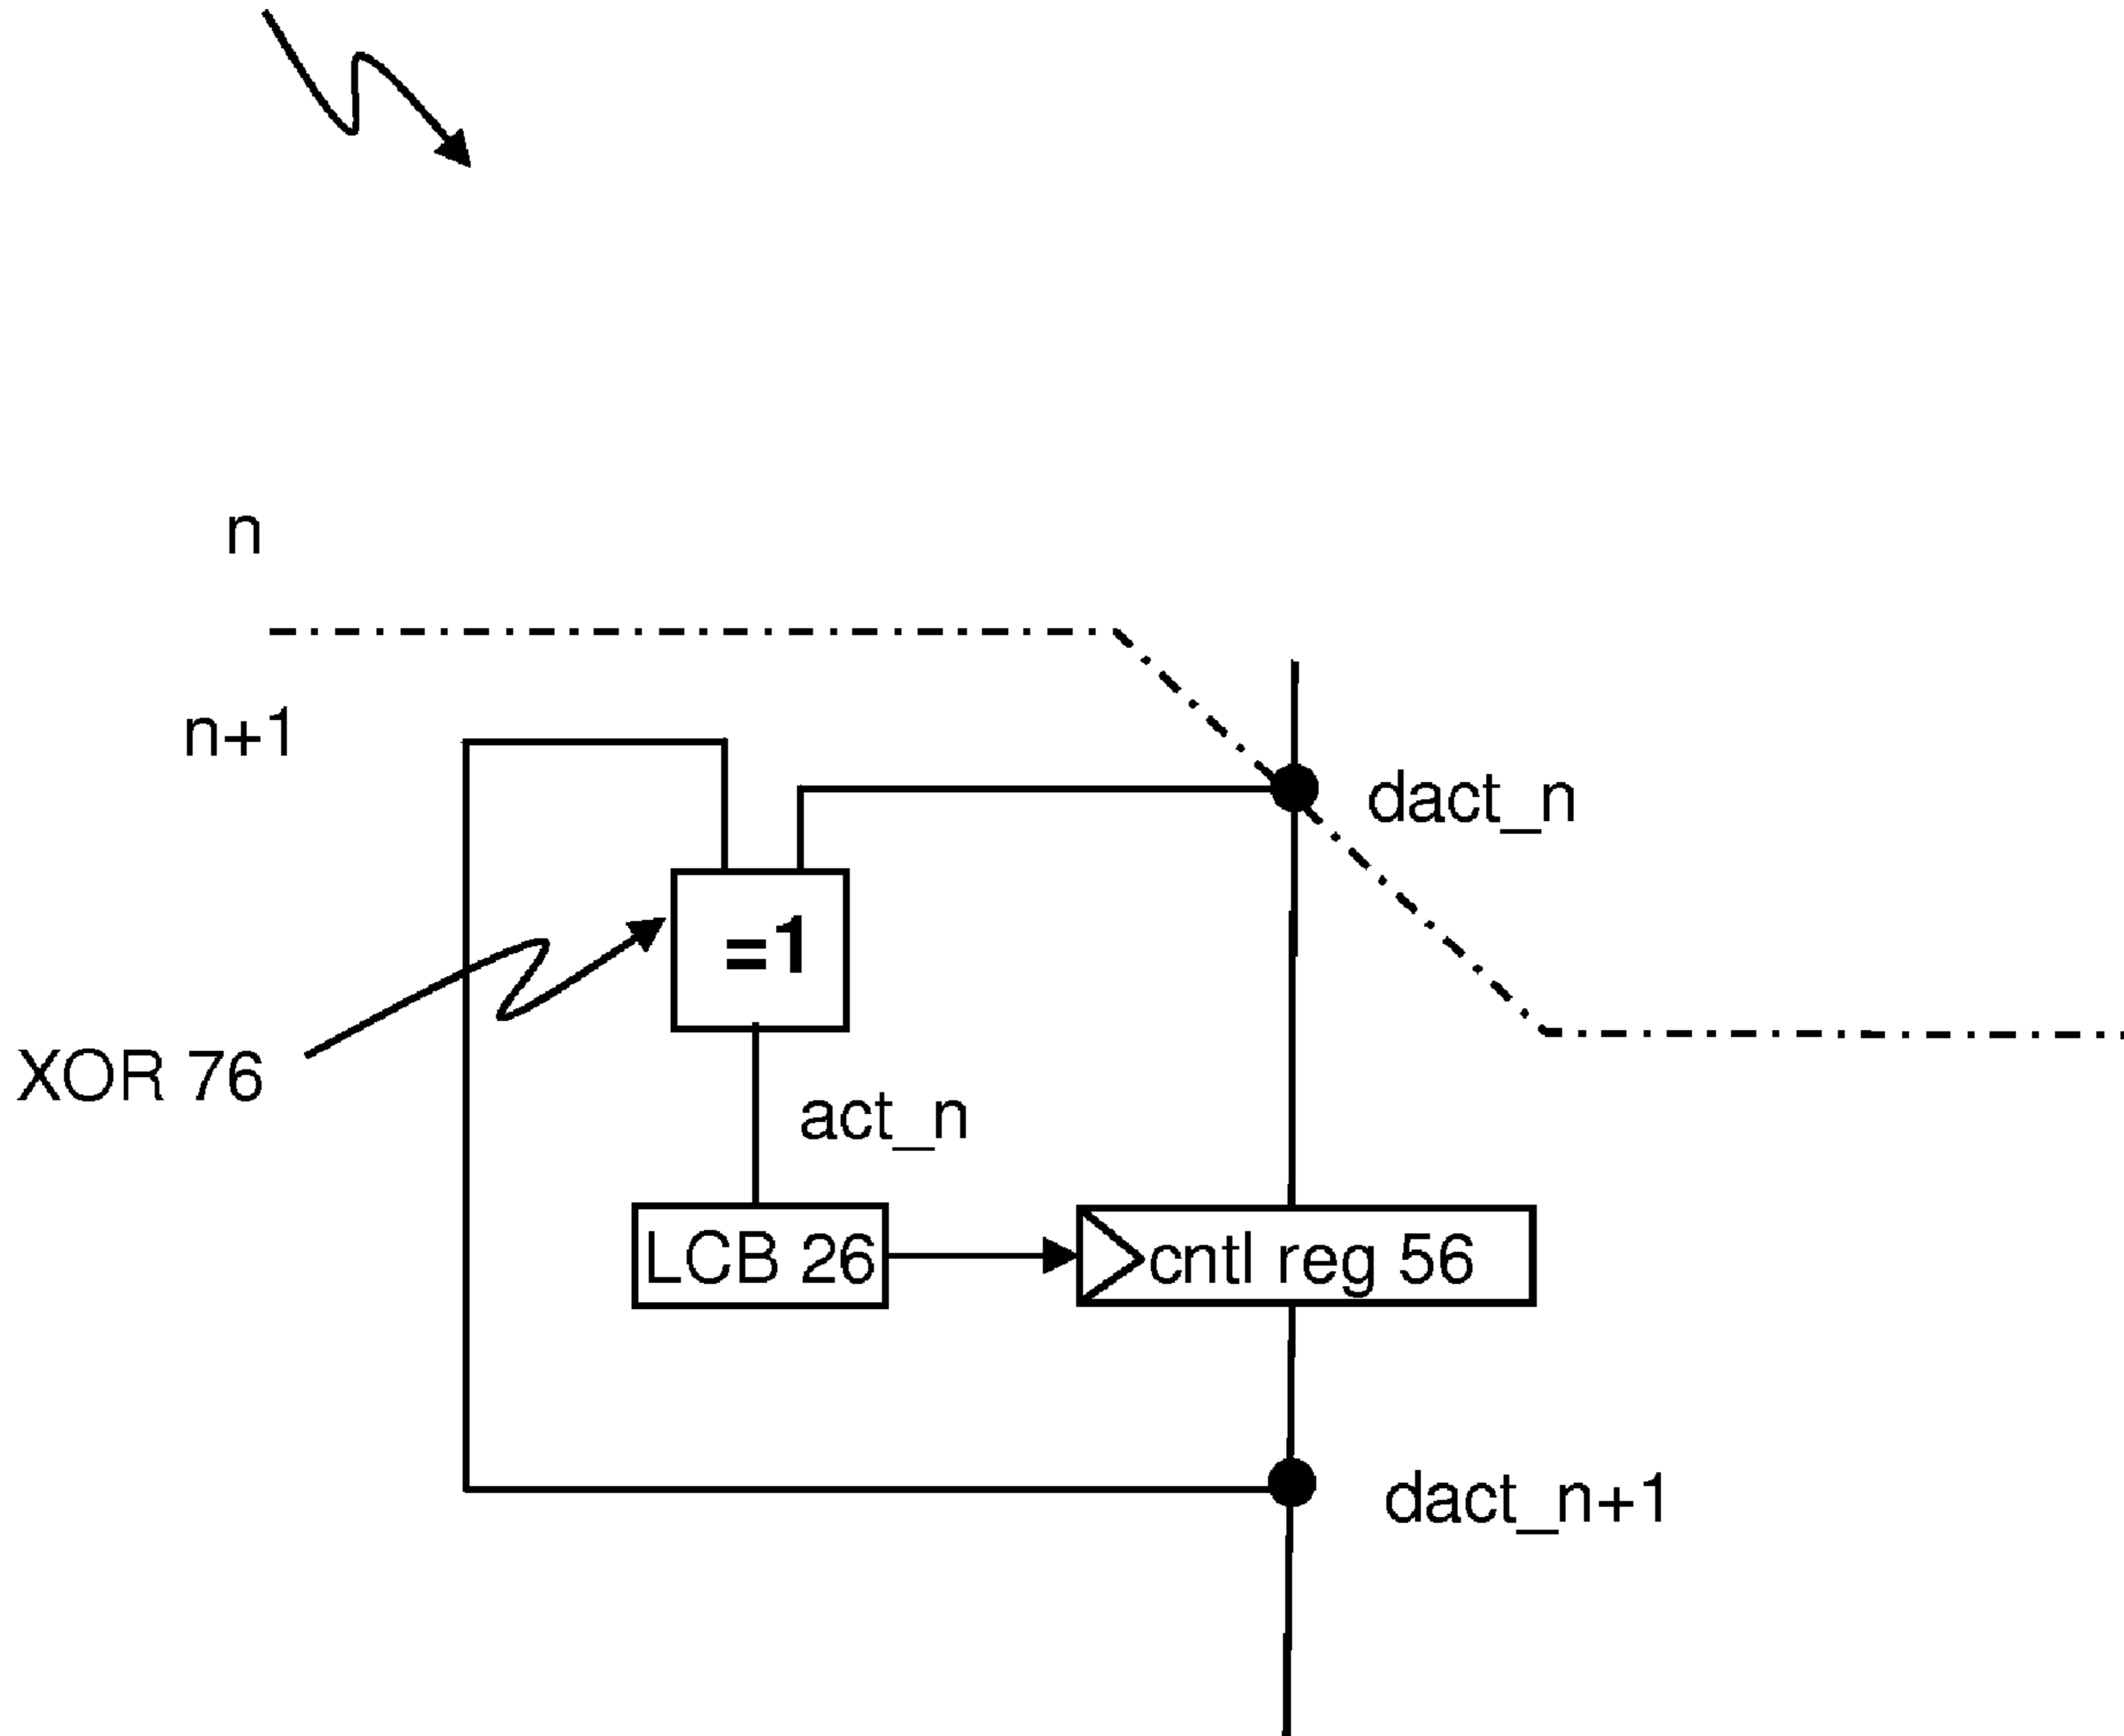 n
n+1
dact_n
=1
XOR 76
act_n
LCB 26
cntl reg 56
dact_n+1